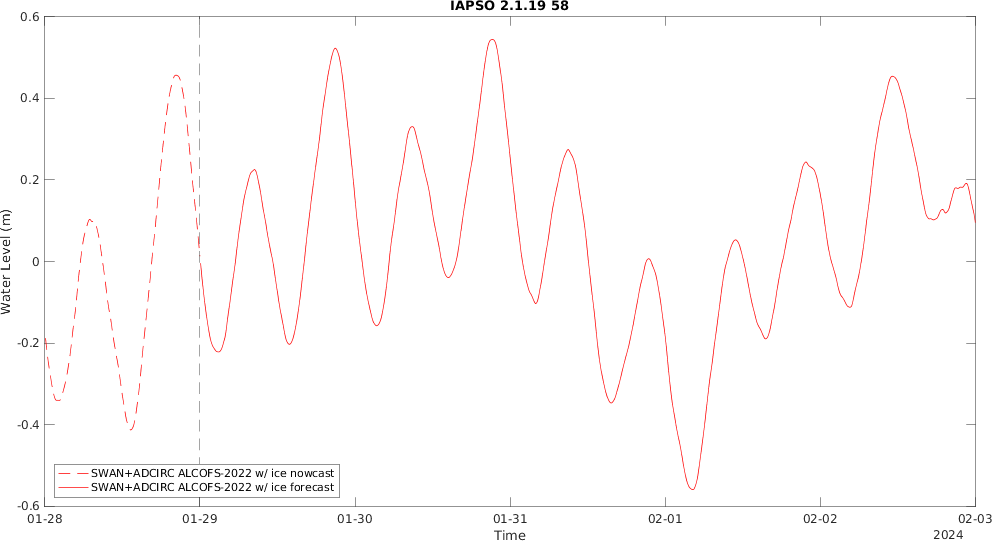 IAPSO 2.1.19 58
0.6
0.4
0.2
0
-0.2
-0.4
-0.6
Water Level (m)
SWAN+ADCIRC ALCOFS-2022 w/ ice nowcast
SWAN+ADCIRC ALCOFS-2022 w/ ice forecast
01-28 01-29 01-30 01-31 02-01 02-02 02-03
Time
2024